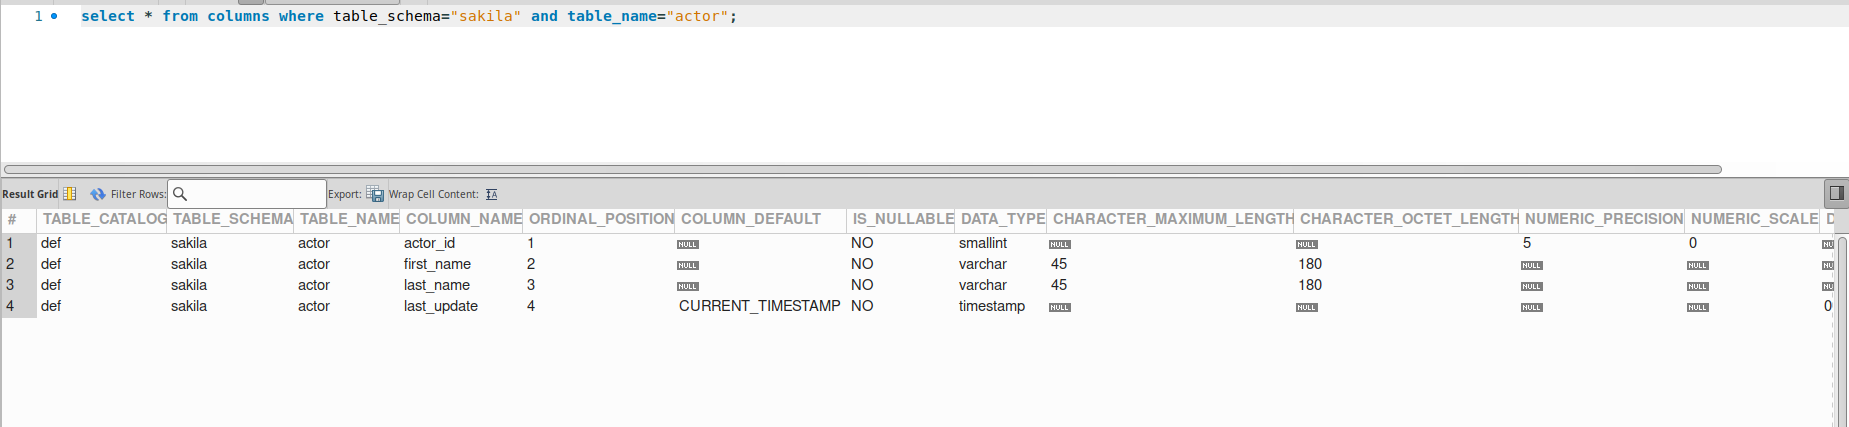 1 select * from columns where table_schema="sakila" and table_name="actor";
Result Grid Filter Rows: Export: Wrap Cell Content: IA
# TABLE_CATALOG TABLE_SCHEMA TABLE_NAME COLUMN_NAME ORDINAL_POSITION COLUMN_DEFAULT IS_NULLABLE DATA_TYPE CHARACTER_MAXIMUM_LENGTH CHARACTER_OCTET_LENGTH NUMERIC_PRECISION NUMERIC_SCALE D
1 def sakila actor actor_id 1 NULL NO smallint NULL NULL 5 0 NU
2 def sakila actor first_name 2 NULL NO varchar 45 180 NULL NULL NU
3 def sakila actor last_name 3 NULL NO varchar 45 180 NULL NULL NU
4 def sakila actor last_update 4 CURRENT_TIMESTAMP NO timestamp NULL NULL NULL NULL 0